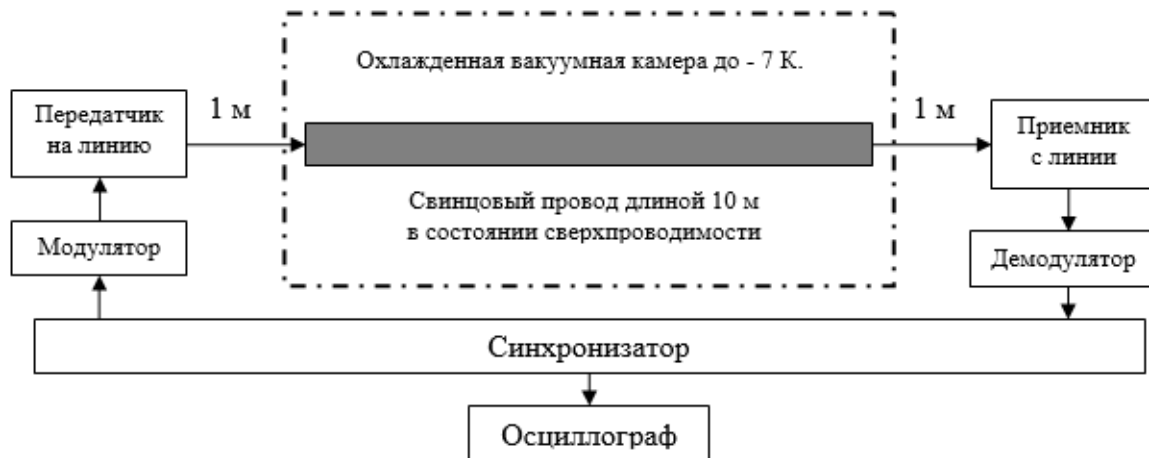 Охлажденная вакуумная камера до - 7 К.
Передатчик
на линию
1 м
1 м
Приемник
с линии
Свинцовый провод длиной 10 м
в состоянии сверхпроводимости
Модулятор
Демодулятор
Синхронизатор
Осциллограф